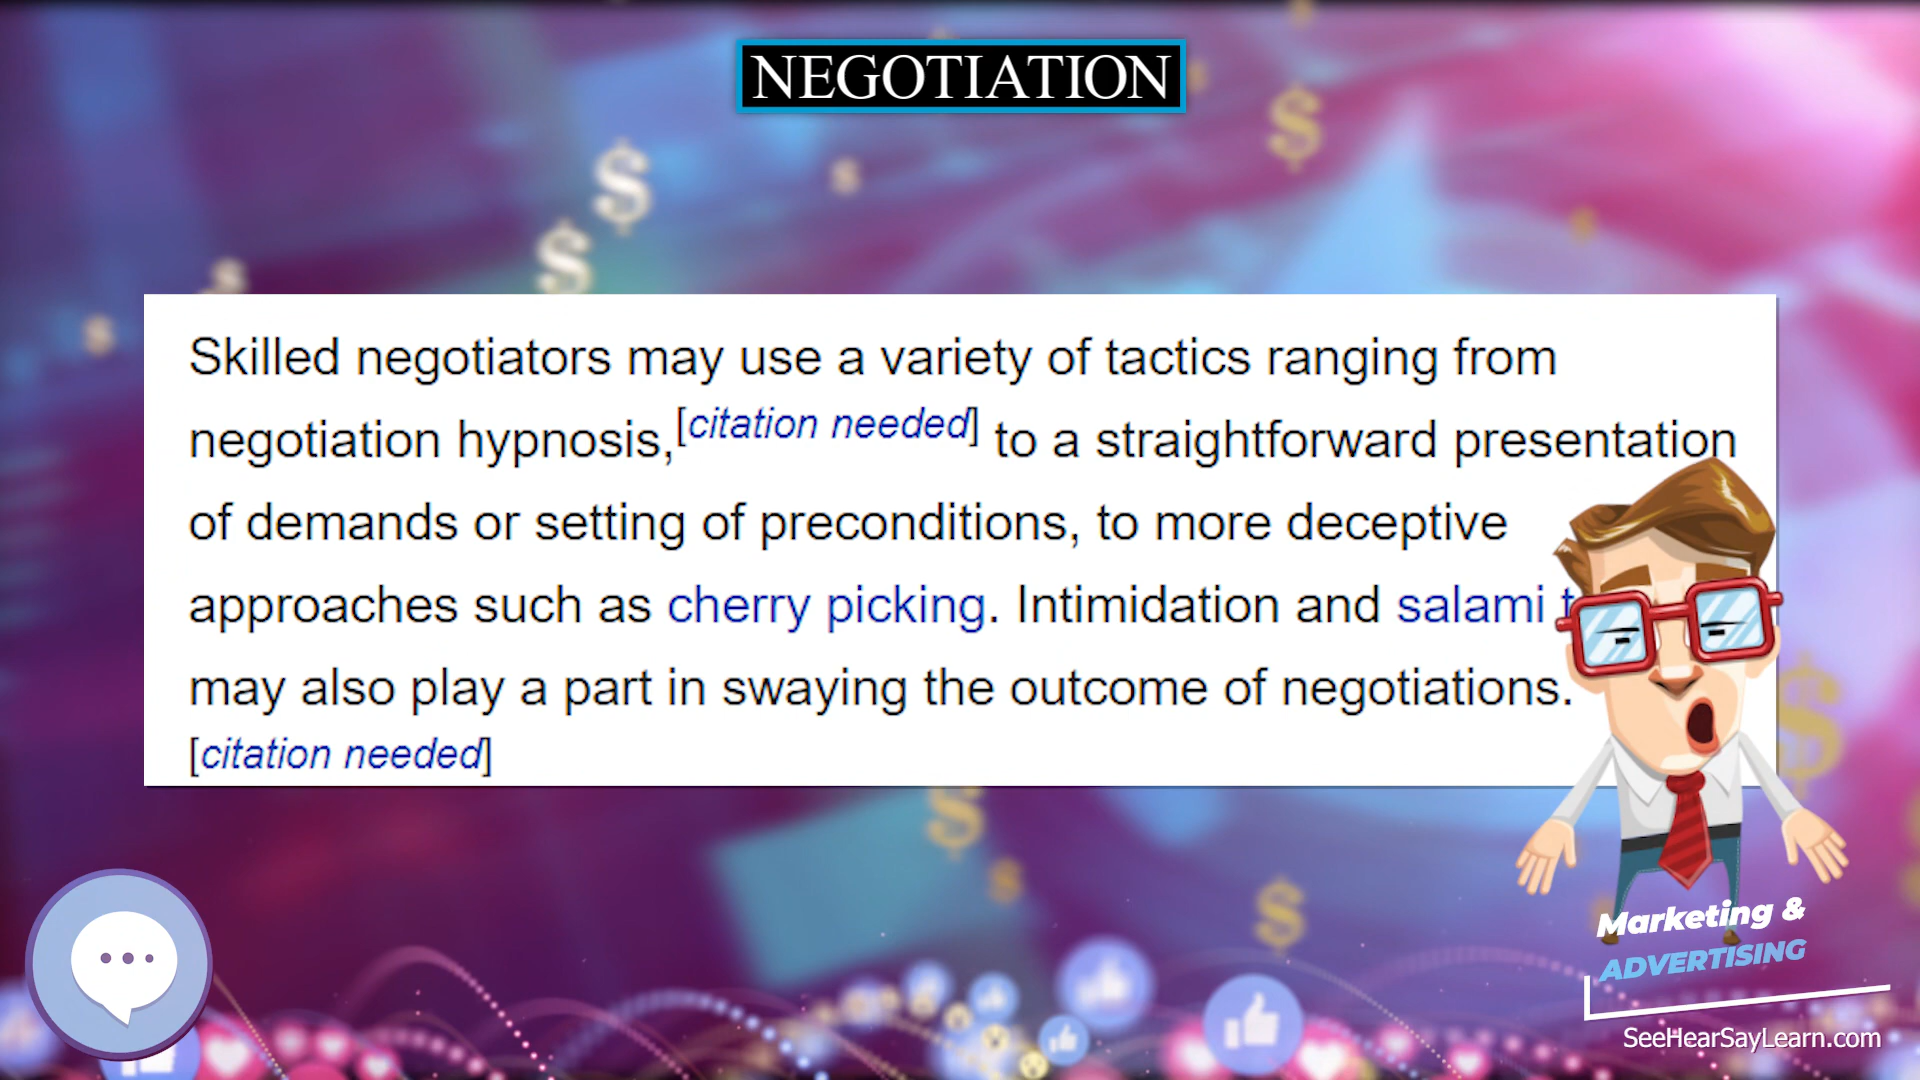 NEGOTIATION
Skilled negotiators may use a variety of tactics ranging from
negotiation hypnosis,[citation needed] to a straightforward presentation
of demands or setting of preconditions, to more deceptive
approaches such as cherry picking. Intimidation and salami
may also play a part in swaying the outcome of negotiations.
[citation needed]
Marketing &
ADVERTISING
SeeHearSayLearn.com